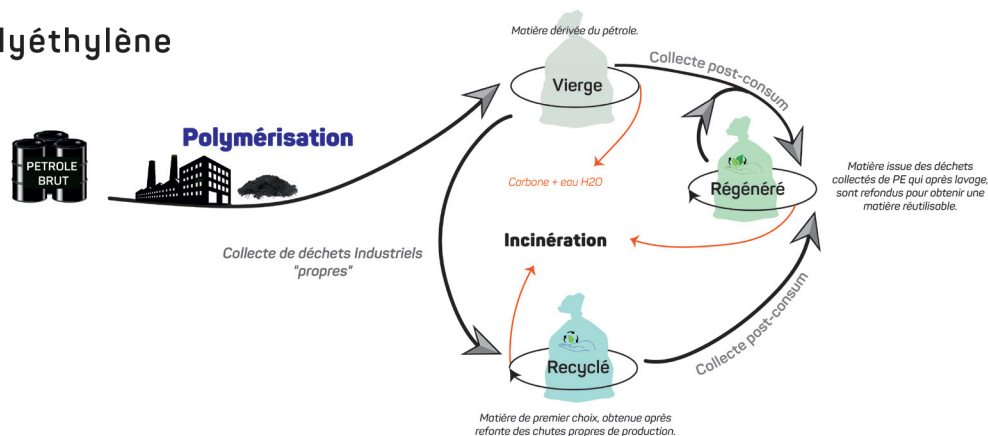 lyéthylène
Matière dérivée du pétrole.
Vierge
Collecte post-consum
Polymérisation
PETROLE
BRUT
Carbone + eau H2O
Régénéré
Matière issue des déchets
collectés de PE qui après lavage,
sont refondus pour obtenir une
matière réutilisable.
Collecte de déchets Industriels
"propres"
Incinération
Recyclé
Collecte post-consum
Matière de premier choix, obtenue après
refonte des chutes propres de production.